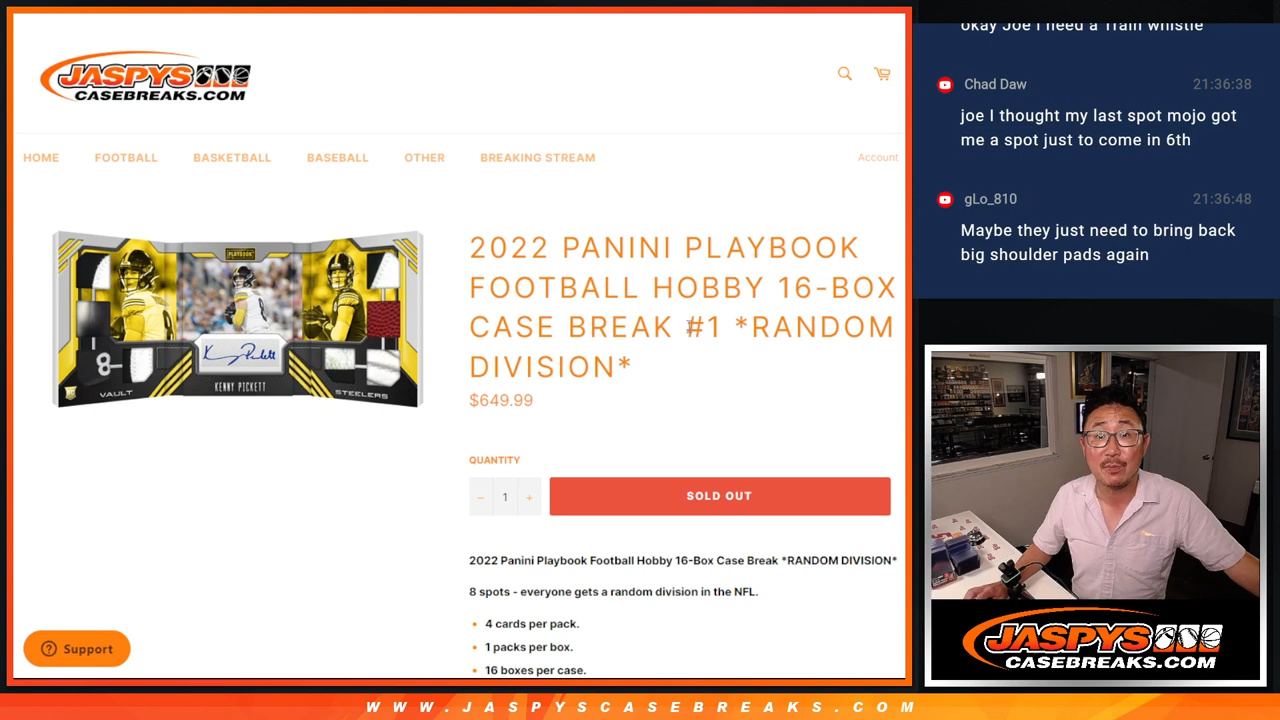 JASPYS
CASEBREAKS.COM
HOME FOOTBALL BASKETBALL BASEBALL OTHER BREAKING STREAM Account
PLAYBOOK
8
KENNY PICKETT
VAULT
STEELERS
2022 PANINI PLAYBOOK
FOOTBALL HOBBY 16-BOX
CASE BREAK #1 *RANDOM
DIVISION*
$649.99
QUANTITY
− 1 +
SOLD OUT
2022 Panini Playbook Football Hobby 16-Box Case Break *RANDOM DIVISION*
8 spots - everyone gets a random division in the NFL.
• 4 cards per pack.
• 1 packs per box.
• 16 boxes per case.
Support
okay Joe I need a Train whistle
Chad Daw 21:36:38
joe I thought my last spot mojo got
me a spot just to come in 6th
gLo_810 21:36:48
Maybe they just need to bring back
big shoulder pads again
JASPYS
CASEBREAKS.COM
WWW.JASPYSCASEBREAKS.COM